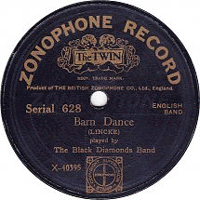 ZONOPHONE RECORD
The TWIN
REGD. TRADE MARK.
Product of THE BRITISH ZONOPHONE CO., LTD., England.
Serial 628
ENGLISH
BAND
Barn Dance
(LINCKE)
played by
The Black Diamonds Band
X-40395